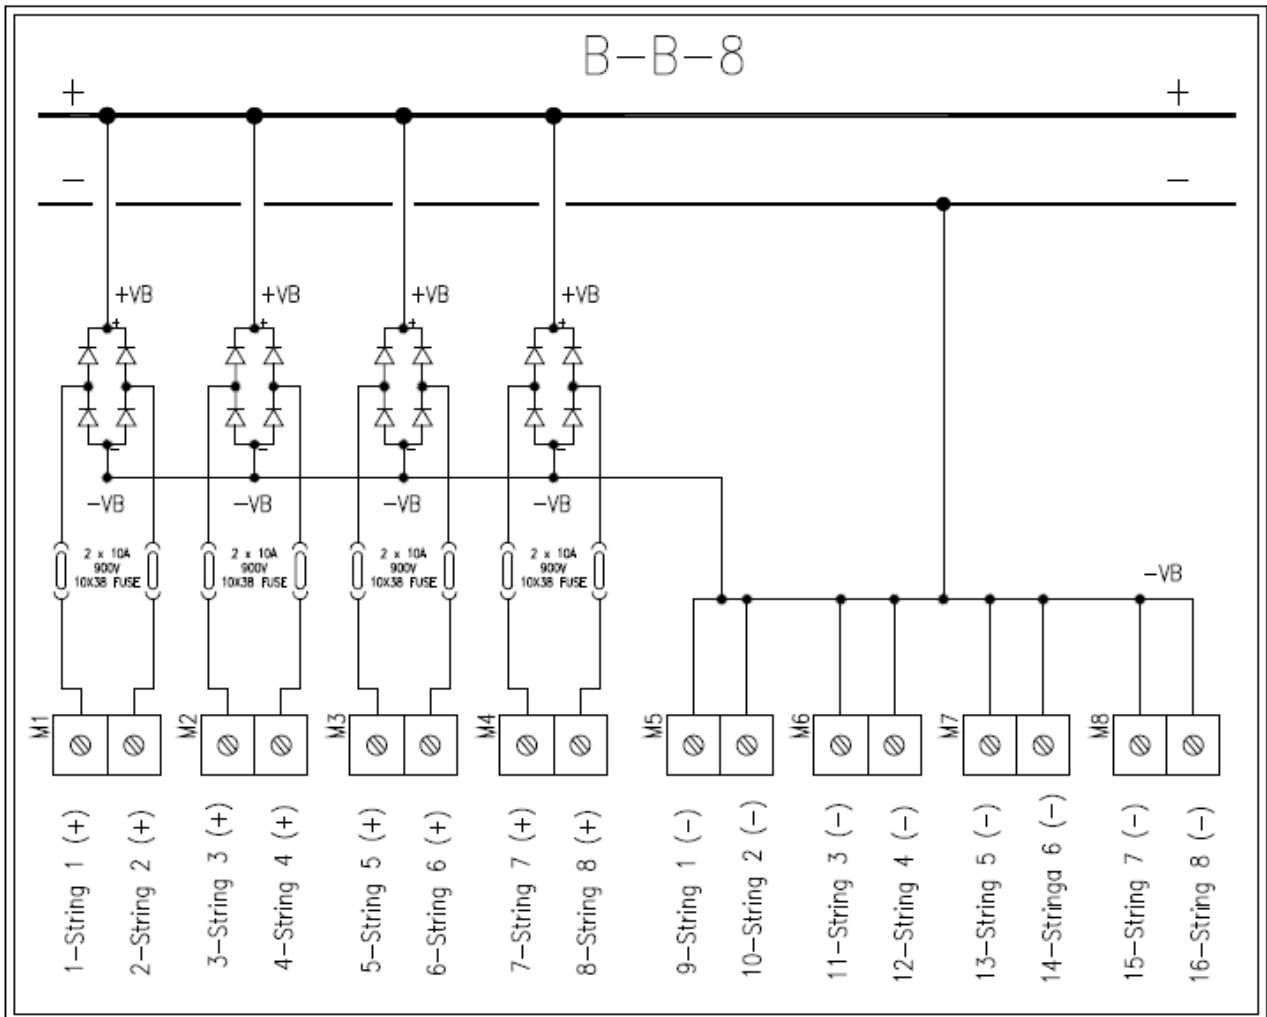 B-B-8
+ +
- -
+VB +VB +VB +VB
+ + + +
- - - -
-VB -VB -VB -VB
2 x 10A
900V
10X38 FUSE
2 x 10A
900V
10X38 FUSE
2 x 10A
900V
10X38 FUSE
2 x 10A
900V
10X38 FUSE
-VB
M1
M2
M3
M4
M5
M6
M7
M8
1-String 1 (+)
2-String 2 (+)
3-String 3 (+)
4-String 4 (+)
5-String 5 (+)
6-String 6 (+)
7-String 7 (+)
8-String 8 (+)
9-String 1 (-)
10-String 2 (-)
11-String 3 (-)
12-String 4 (-)
13-String 5 (-)
14-Stringa 6 (-)
15-String 7 (-)
16-String 8 (-)